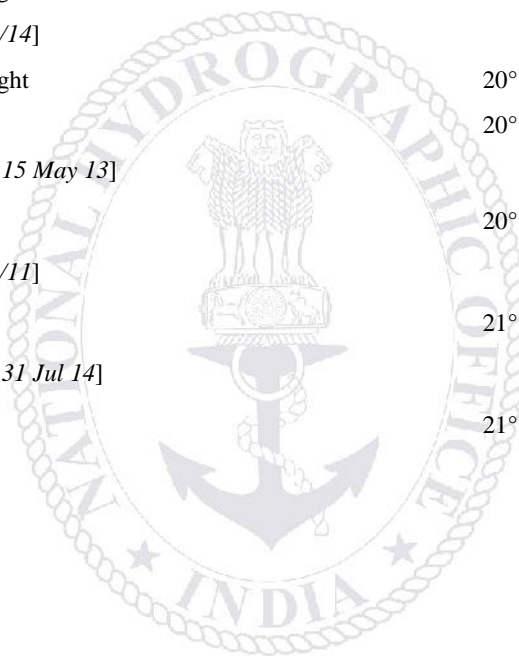 /14]
ght 20°
20°
15 May 13]
20°
/11]
21°
31 Jul 14]
21°
NATIONAL HYDROGRAPHIC OFFICE
★ INDIA ★